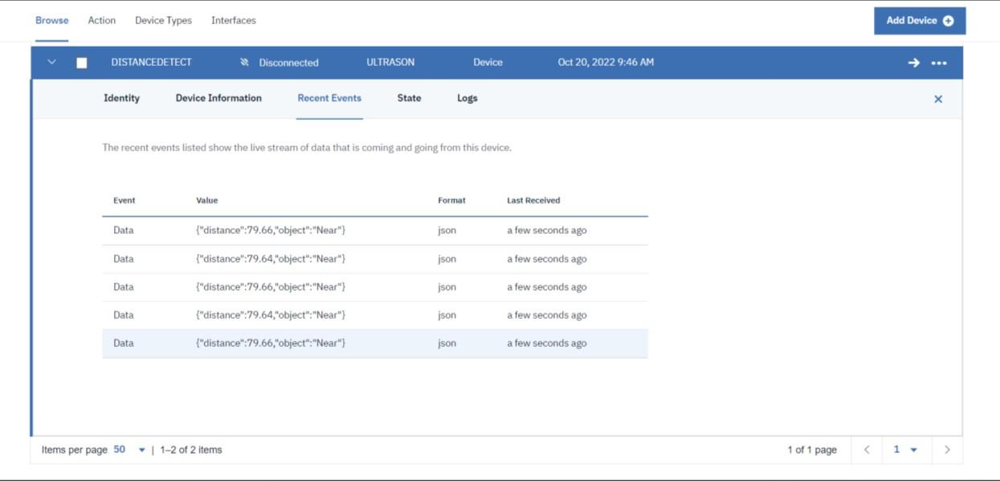 Browse Action Device Types Interfaces Add Device
DISTANCEDETECT Disconnected ULTRASON Device Oct 20, 2022 9:46 AM
Identity Device Information Recent Events State Logs
The recent events listed show the live stream of data that is coming and going from this device.
Event Value Format Last Received
Data {"distance":79.66,"object":"Near"} json a few seconds ago
Data {"distance":79.64,"object":"Near"} json a few seconds ago
Data {"distance":79.66,"object":"Near"} json a few seconds ago
Data {"distance":79.64,"object":"Near"} json a few seconds ago
Data {"distance":79.66,"object":"Near"} json a few seconds ago
Items per page 50 | 1–2 of 2 items 1 of 1 page 1